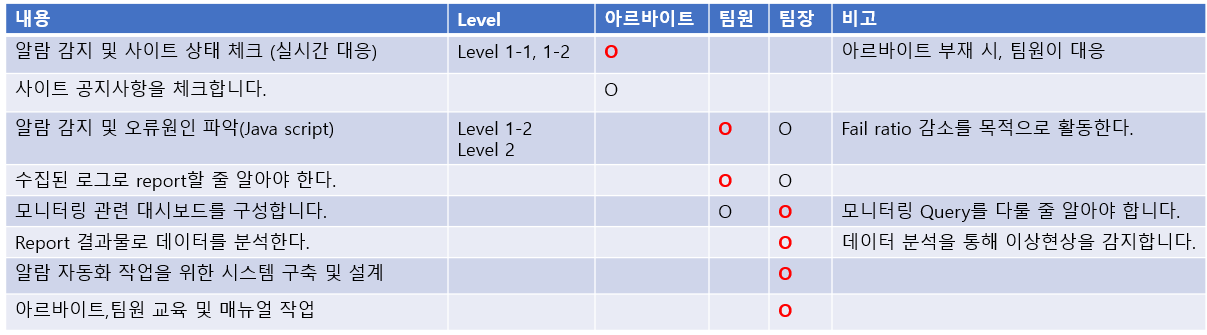 내용 Level 아르바이트 팀원 팀장 비고
알람 감지 및 사이트 상태 체크 (실시간 대응) Level 1-1, 1-2 O 아르바이트 부재 시, 팀원이 대응
사이트 공지사항을 체크합니다. O
알람 감지 및 오류원인 파악(Java script) Level 1-2 O O Fail ratio 감소를 목적으로 활동한다.
Level 2
수집된 로그로 report할 줄 알아야 한다. O O
모니터링 관련 대시보드를 구성합니다. O O 모니터링 Query를 다룰 줄 알아야 합니다.
Report 결과물로 데이터를 분석한다. O 데이터 분석을 통해 이상현상을 감지합니다.
알람 자동화 작업을 위한 시스템 구축 및 설계 O
아르바이트,팀원 교육 및 매뉴얼 작업 O